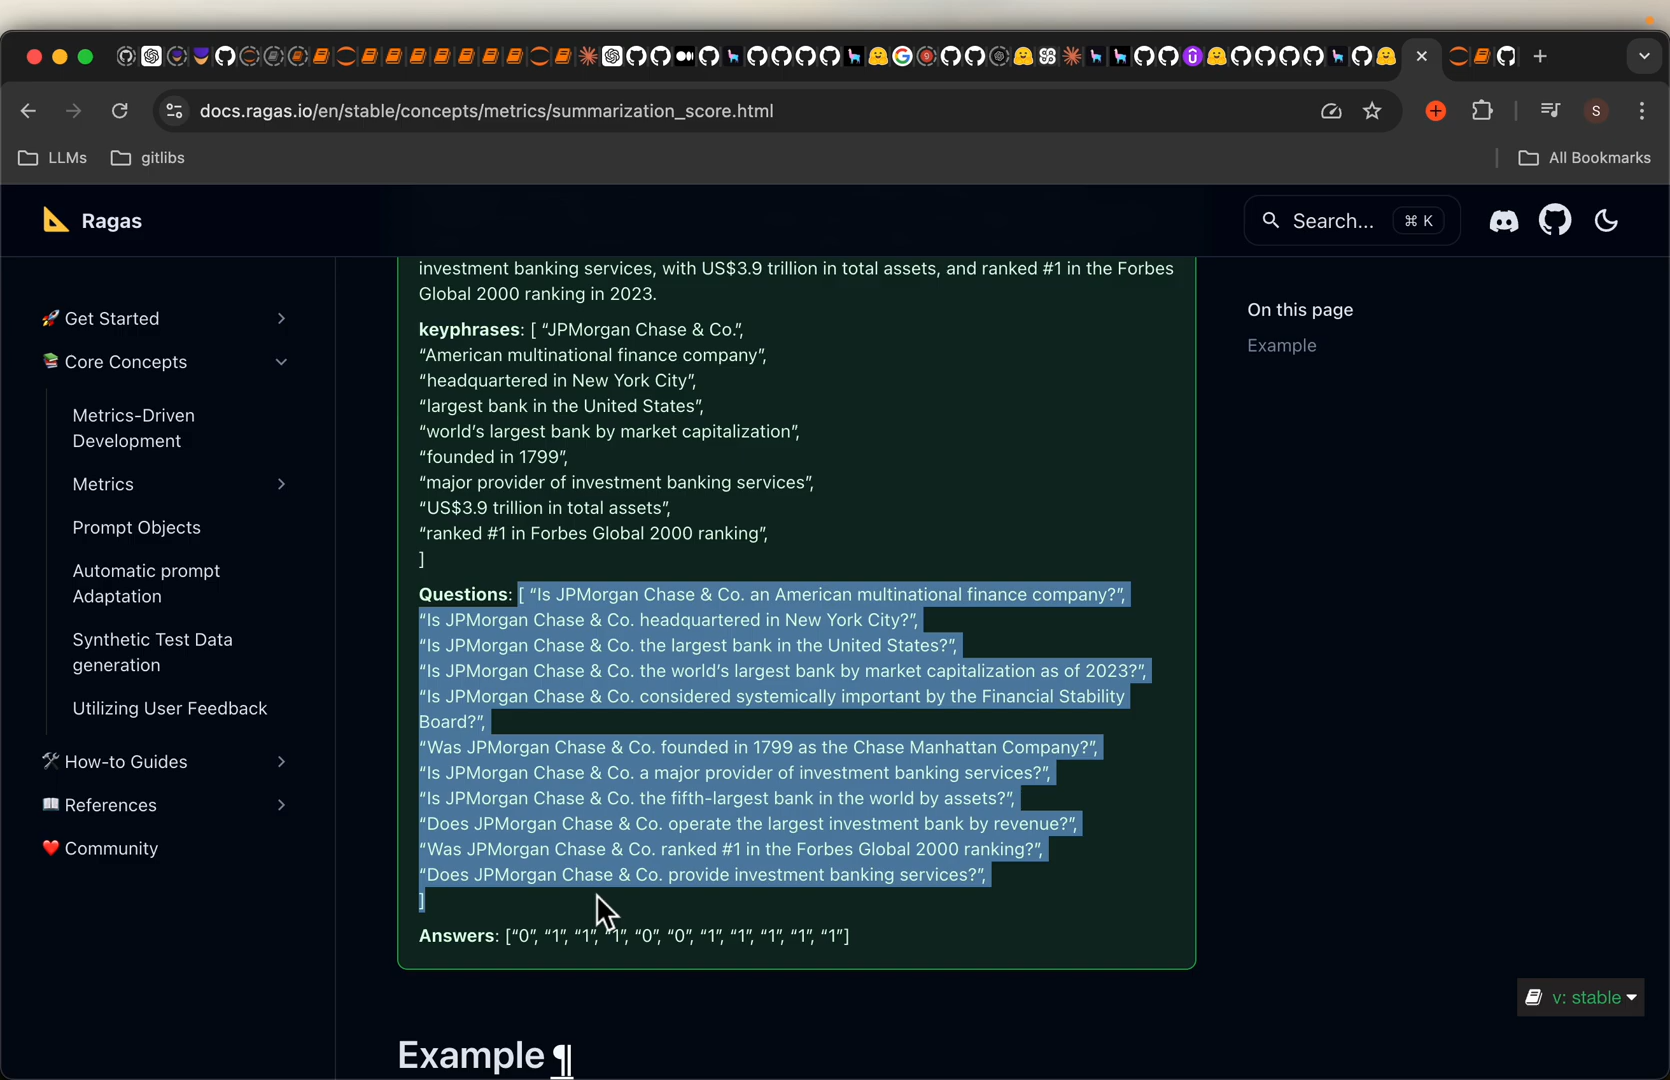 docs.ragas.io/en/stable/concepts/metrics/summarization_score.html
S
LLMs
gitlibs
All Bookmarks
Ragas
Search...
⌘ K
🚀 Get Started
📚 Core Concepts
Metrics-Driven
Development
Metrics
Prompt Objects
Automatic prompt
Adaptation
Synthetic Test Data
generation
Utilizing User Feedback
🛠️ How-to Guides
📖 References
❤️ Community
investment banking services, with US$3.9 trillion in total assets, and ranked #1 in the Forbes
Global 2000 ranking in 2023.
keyphrases: [ “JPMorgan Chase & Co.”,
“American multinational finance company”,
“headquartered in New York City”,
“largest bank in the United States”,
“world’s largest bank by market capitalization”,
“founded in 1799”,
“major provider of investment banking services”,
“US$3.9 trillion in total assets”,
“ranked #1 in Forbes Global 2000 ranking”,
]
Questions: [ “Is JPMorgan Chase & Co. an American multinational finance company?”,
“Is JPMorgan Chase & Co. headquartered in New York City?”,
“Is JPMorgan Chase & Co. the largest bank in the United States?”,
“Is JPMorgan Chase & Co. the world’s largest bank by market capitalization as of 2023?”,
“Is JPMorgan Chase & Co. considered systemically important by the Financial Stability
Board?”,
“Was JPMorgan Chase & Co. founded in 1799 as the Chase Manhattan Company?”,
“Is JPMorgan Chase & Co. a major provider of investment banking services?”,
“Is JPMorgan Chase & Co. the fifth-largest bank in the world by assets?”,
“Does JPMorgan Chase & Co. operate the largest investment bank by revenue?”,
“Was JPMorgan Chase & Co. ranked #1 in the Forbes Global 2000 ranking?”,
“Does JPMorgan Chase & Co. provide investment banking services?”,
]
Answers: [“0”, “1”, “1”, “1”, “0”, “0”, “1”, “1”, “1”, “1”, “1”]
Example ¶
On this page
Example
v: stable